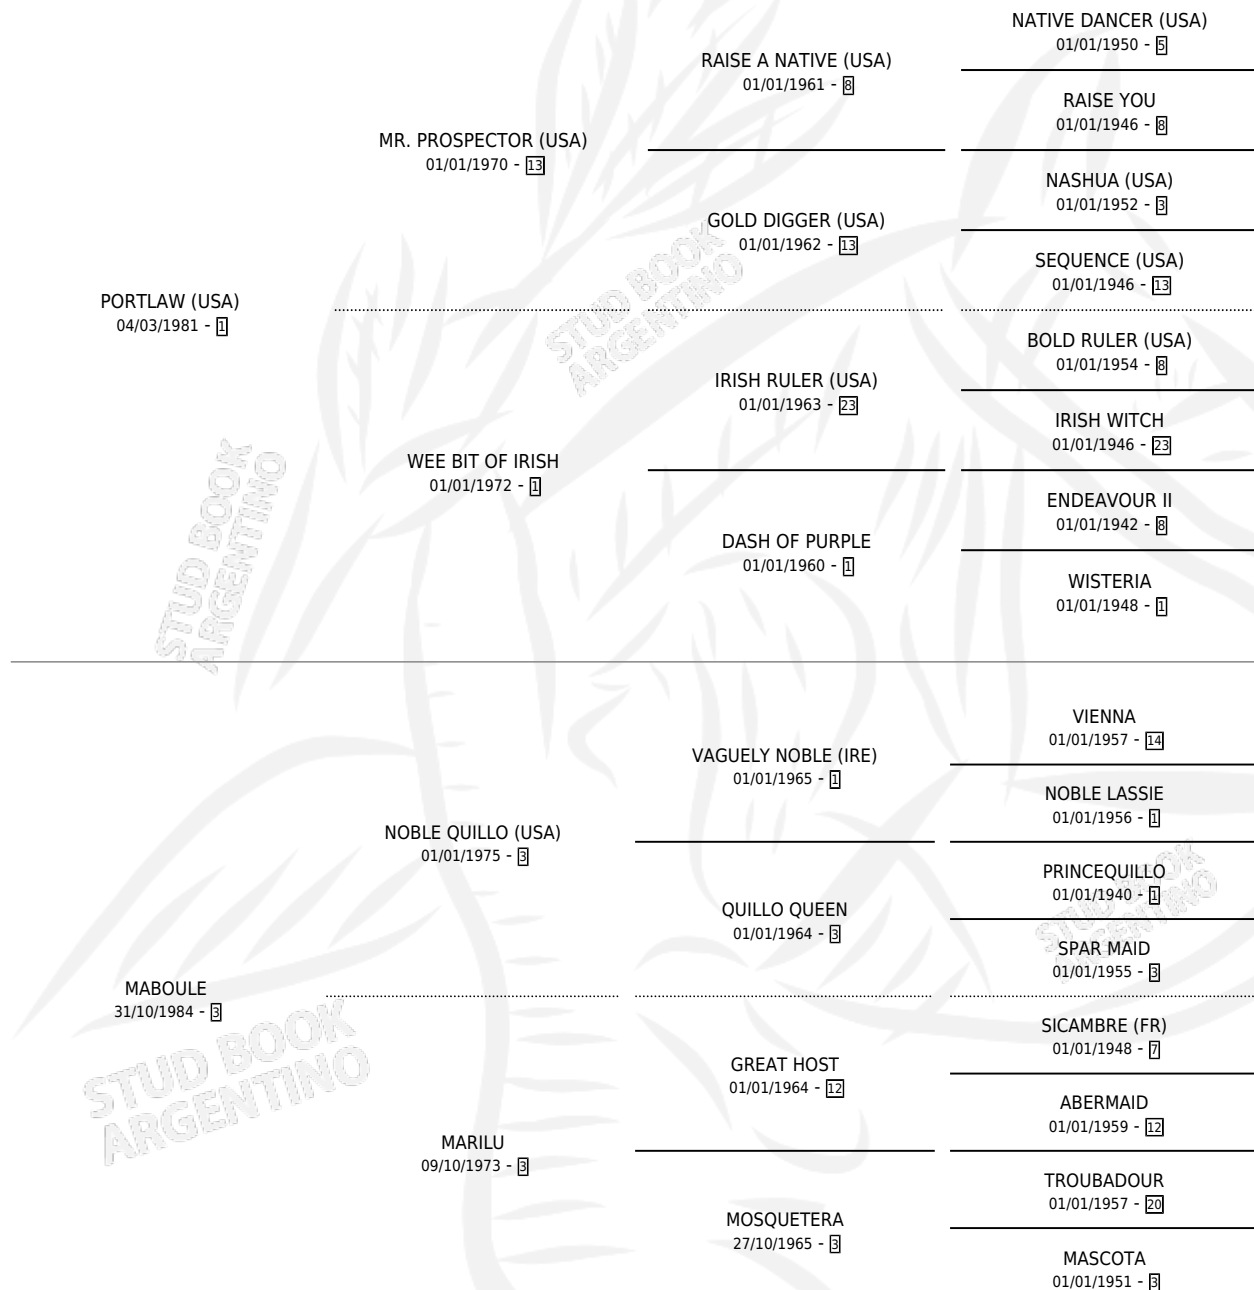 NATIVE DANCER (USA)
01/01/1950 - 5
RAISE A NATIVE (USA)
01/01/1961 - 8
RAISE YOU
01/01/1946 - 8
MR. PROSPECTOR (USA)
01/01/1970 - 13
NASHUA (USA)
01/01/1952 - 3
GOLD DIGGER (USA)
01/01/1962 - 13
SEQUENCE (USA)
01/01/1946 - 13
PORTLAW (USA)
04/03/1981 - 1
BOLD RULER (USA)
01/01/1954 - 8
IRISH RULER (USA)
01/01/1963 - 23
IRISH WITCH
01/01/1946 - 23
WEE BIT OF IRISH
01/01/1972 - 1
ENDEAVOUR II
01/01/1942 - 8
DASH OF PURPLE
01/01/1960 - 1
WISTERIA
01/01/1948 - 1
VIENNA
01/01/1957 - 14
VAGUELY NOBLE (IRE)
01/01/1965 - 1
NOBLE LASSIE
01/01/1956 - 1
NOBLE QUILLO (USA)
01/01/1975 - 3
PRINCEQUILLO
01/01/1940 - 1
QUILLO QUEEN
01/01/1964 - 3
SPAR MAID
01/01/1955 - 3
MABOULE
31/10/1984 - 3
SICAMBRE (FR)
01/01/1948 - 7
GREAT HOST
01/01/1964 - 12
ABERMAID
01/01/1959 - 12
MARILU
09/10/1973 - 3
TROUBADOUR
01/01/1957 - 20
MOSQUETERA
27/10/1965 - 3
MASCOTA
01/01/1951 - 3
STUD BOOK
ARGENTINO
STUD BOOK
ARGENTINO
STUD BOOK
ARGENTINO
STUD BOOK
ARGENTINO